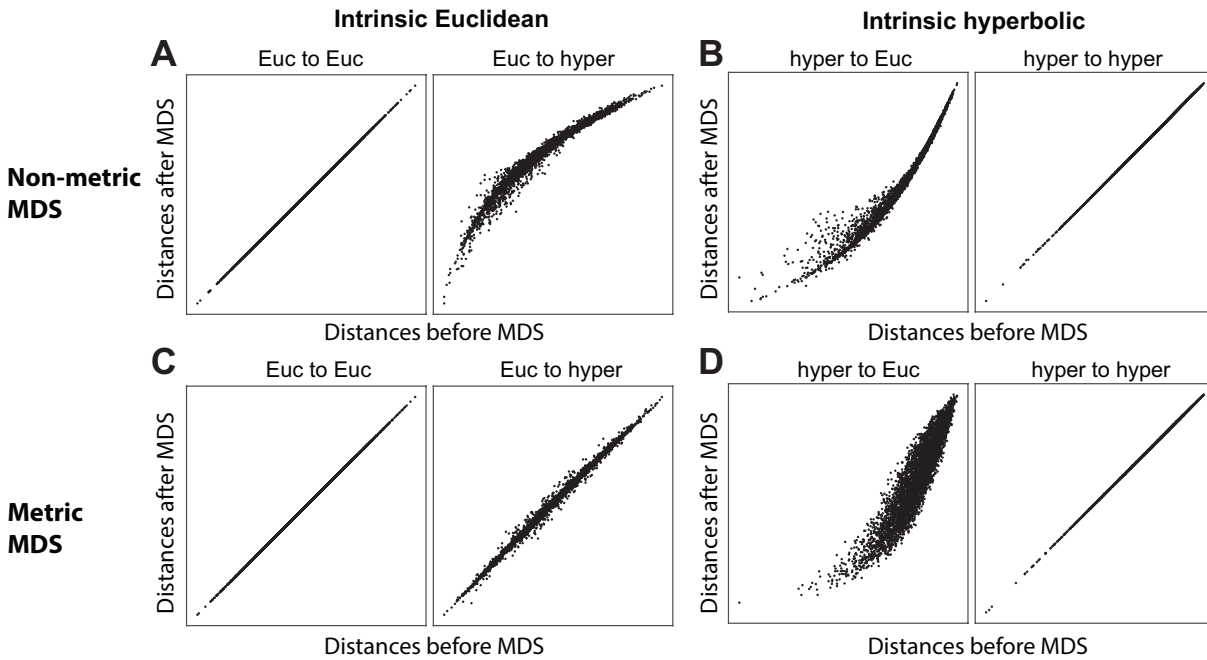 Intrinsic Euclidean
Intrinsic hyperbolic
A
Euc to Euc
Euc to hyper
B
hyper to Euc
hyper to hyper
Non-metric
MDS
Distances after MDS
Distances after MDS
Distances before MDS
Distances before MDS
C
Euc to Euc
Euc to hyper
D
hyper to Euc
hyper to hyper
Metric
MDS
Distances after MDS
Distances after MDS
Distances before MDS
Distances before MDS